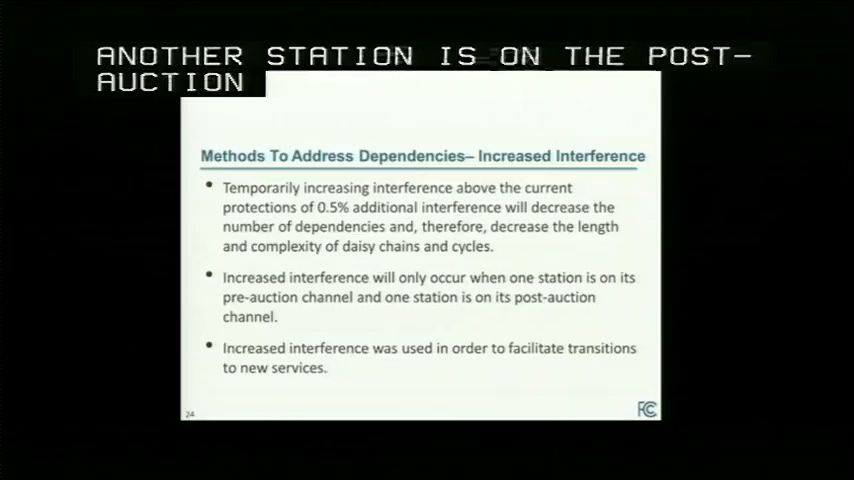 ANOTHER STATION IS ON THE POST-
AUCTION
Methods To Address Dependencies– Increased Interference
• Temporarily increasing interference above the current
protections of 0.5% additional interference will decrease the
number of dependencies and, therefore, decrease the length
and complexity of daisy chains and cycles.
• Increased interference will only occur when one station is on its
pre-auction channel and one station is on its post-auction
channel.
• Increased interference was used in order to facilitate transitions
to new services.
24
FCC